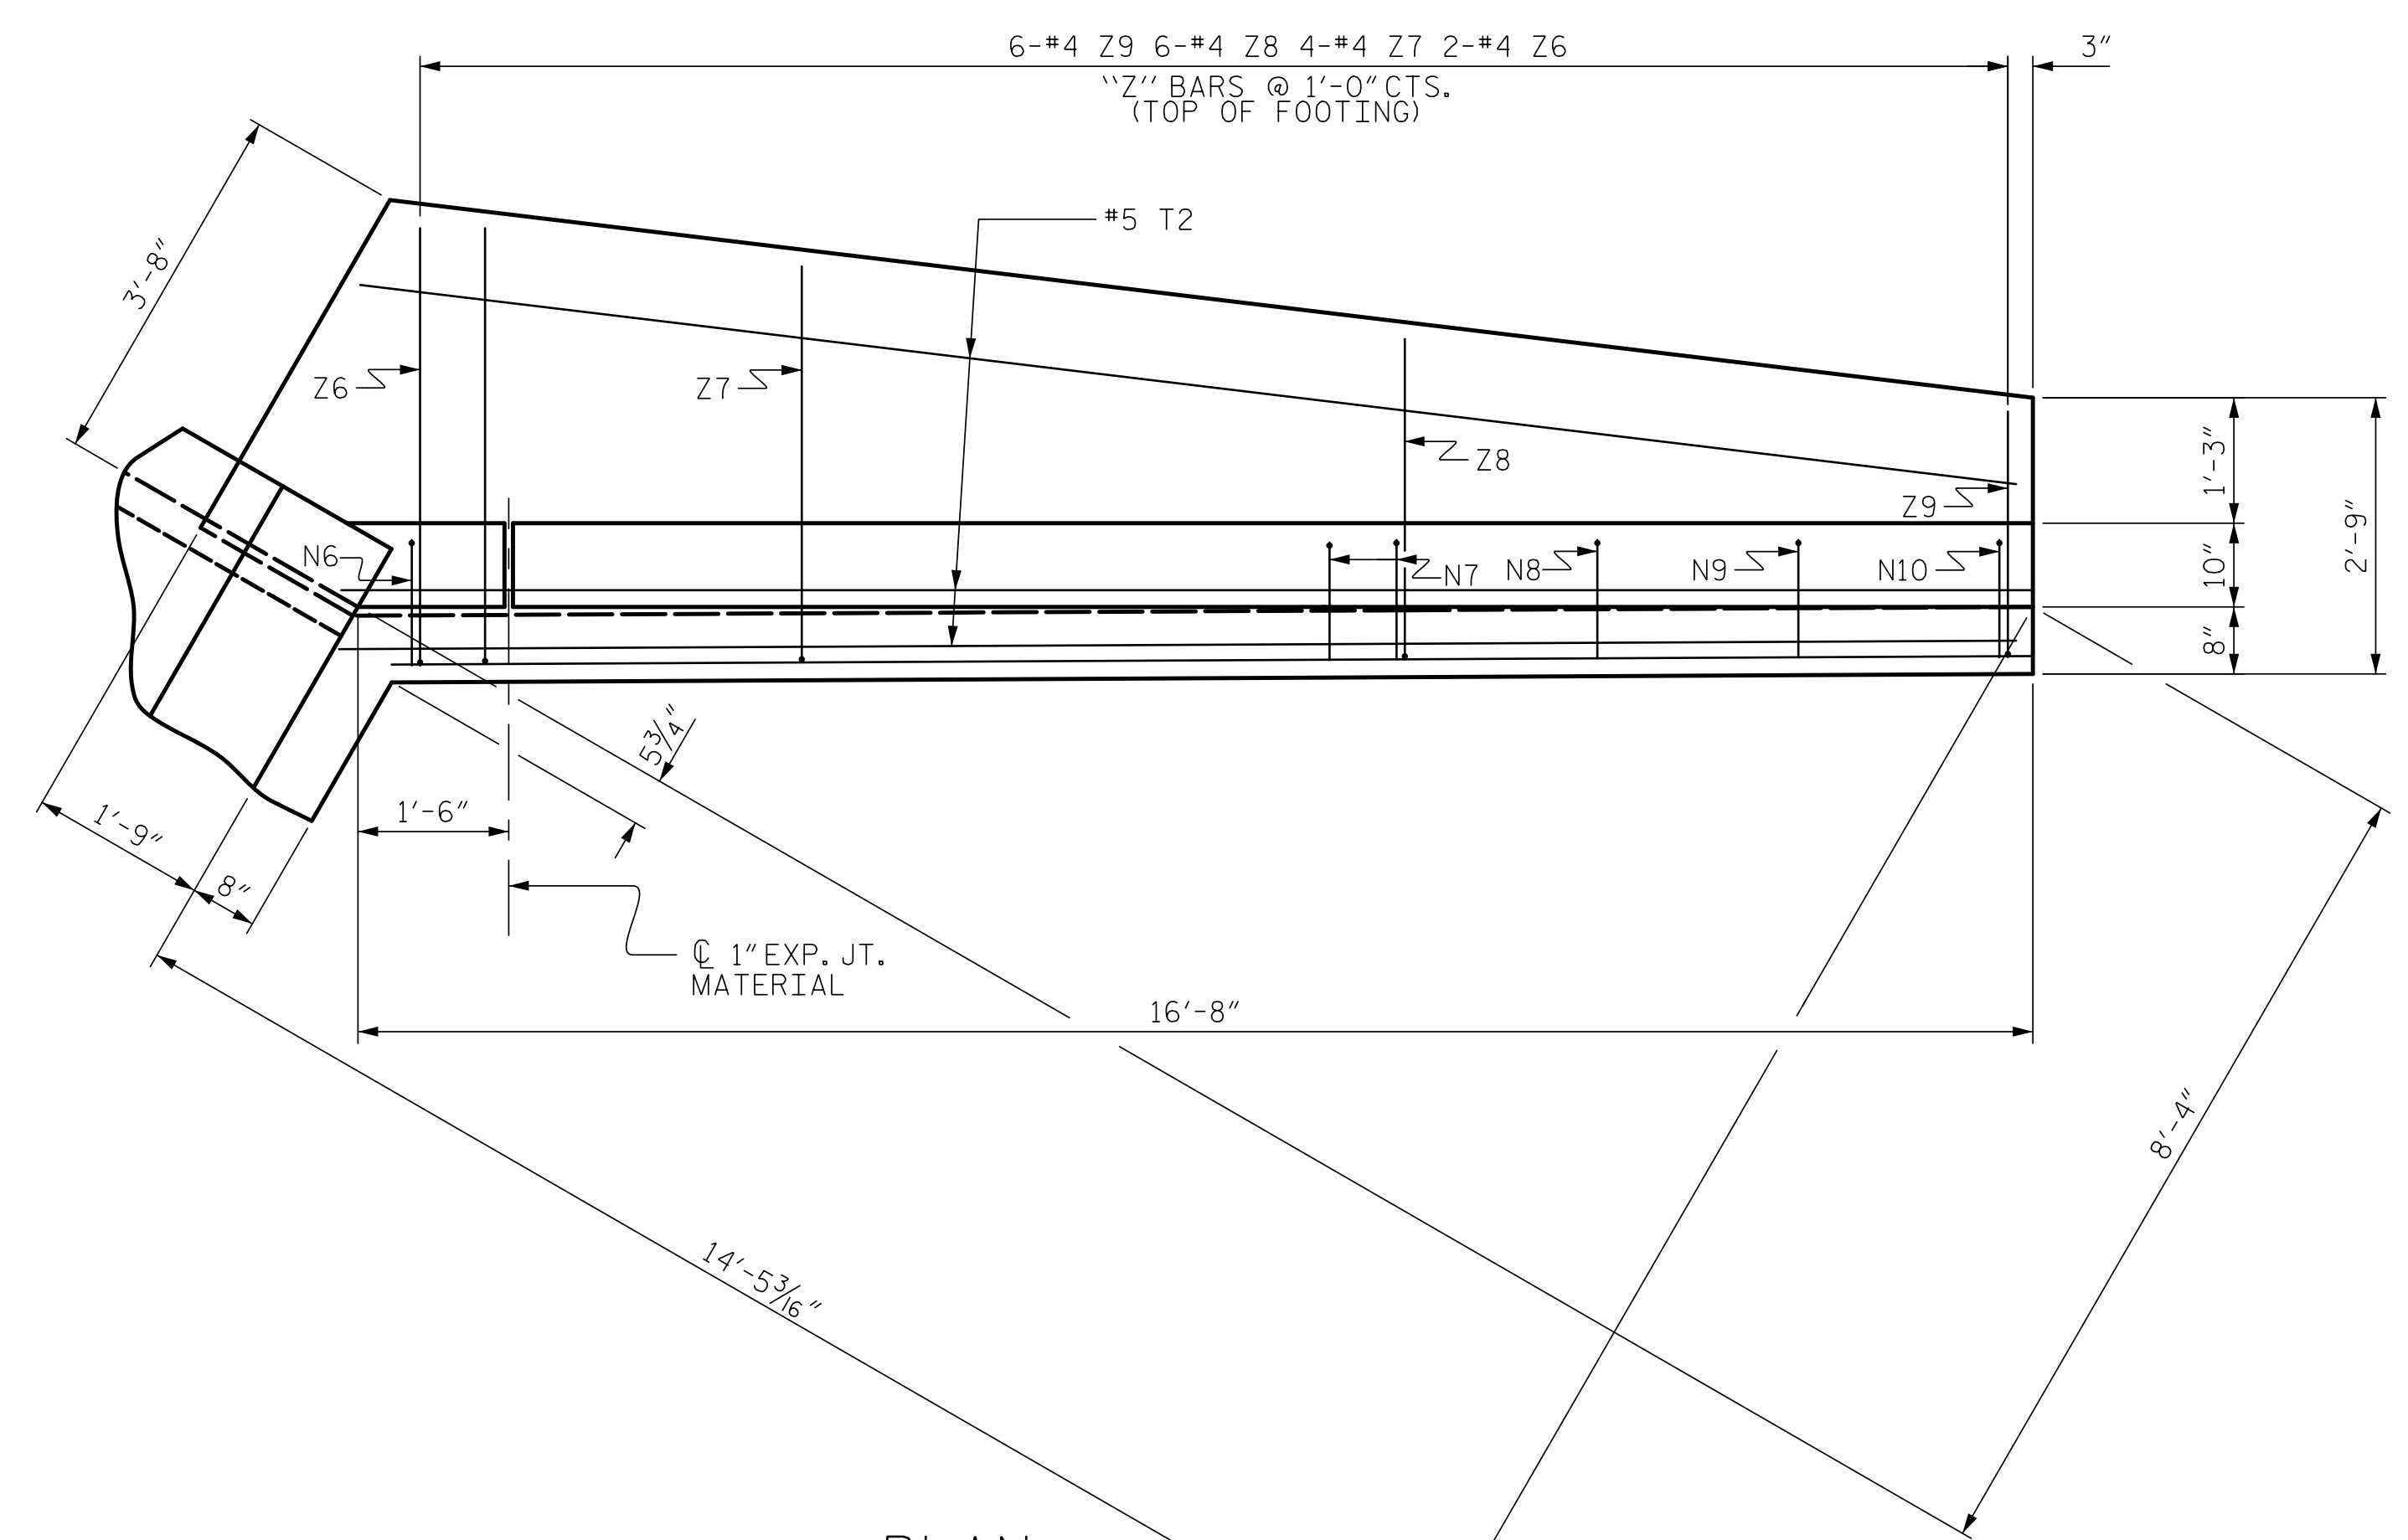 6-#4 Z9 6-#4 Z8 4-#4 Z7 2-#4 Z6
3"
"Z" BARS @ 1'-0" CTS.
(TOP OF FOOTING)
#5 T2
3'-8"
Z6
Z7
Z8
Z9
1'-3"
2'-9"
10"
8"
N6
N7
N8
N9
N10
5 3/4"
1'-6"
1'-9"
8"
℄ 1" EXP. JT.
MATERIAL
16'-8"
8'-4"
14'-5 3/16"